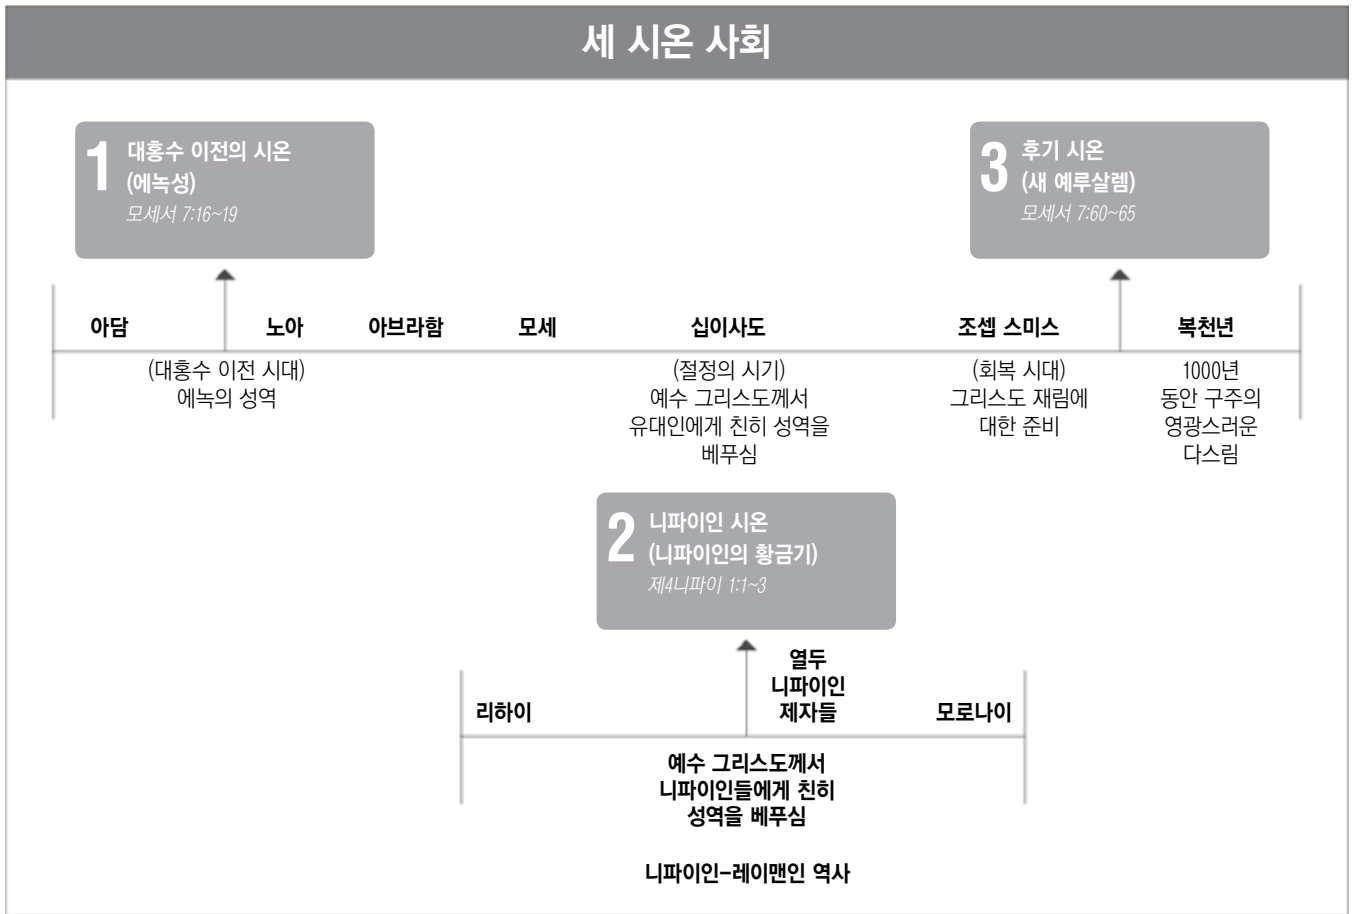 세 시온 사회
1
대홍수 이전의 시온
(에녹성)
모세서 7:16~19
3
후기 시온
(새 예루살렘)
모세서 7:60~65
아담
노아
아브라함
모세
십이사도
조셉 스미스
복천년
(대홍수 이전 시대)
에녹의 성역
(절정의 시기)
예수 그리스도께서
유대인에게 친히 성역을
베푸심
(회복 시대)
그리스도 재림에
대한 준비
1000년
동안 구주의
영광스러운
다스림
2
니파이인 시온
(니파이인의 황금기)
제4니파이 1:1~3
리하이
열두
니파이인
제자들
모로나이
예수 그리스도께서
니파이인들에게 친히
성역을 베푸심
니파이인-레이맨인 역사